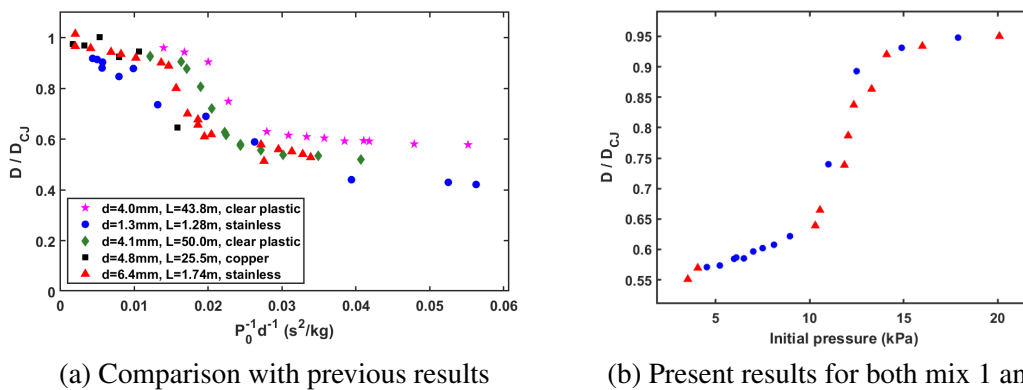 1
0.8
0.6
0.4
0.2
0
D / D_CJ
d=4.0mm, L=43.8m, clear plastic
d=1.3mm, L=1.28m, stainless
d=4.1mm, L=50.0m, clear plastic
d=4.8mm, L=25.5m, copper
d=6.4mm, L=1.74m, stainless
0 0.01 0.02 0.03 0.04 0.05 0.06
P_0^-1 d^-1 (s^2/kg)
(a) Comparison with previous results
0.95
0.9
0.85
0.8
0.75
0.7
0.65
0.6
0.55
D / D_CJ
5 10 15 20
Initial pressure (kPa)
(b) Present results for both mix 1 an